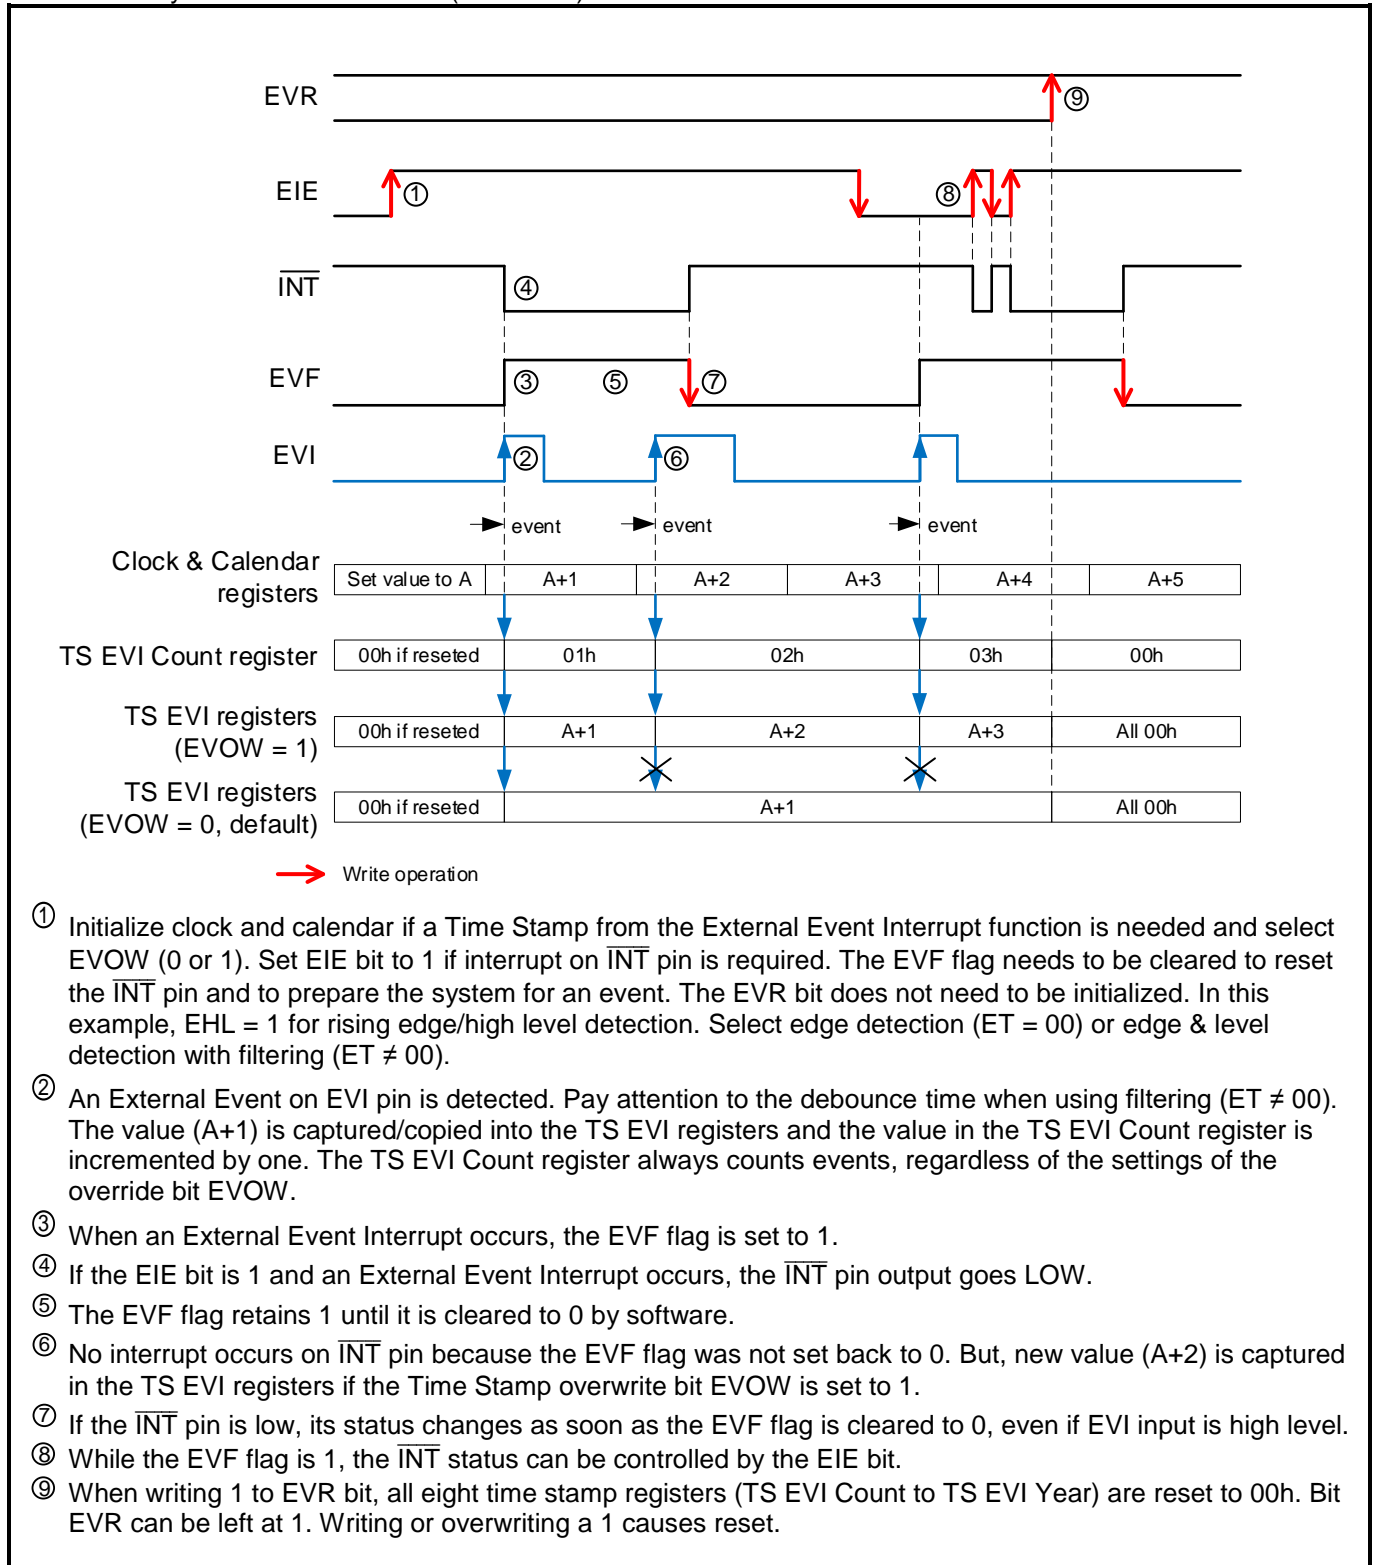 EVR
⑨
EIE
①
⑧
INT
④
EVF
③
⑤
⑦
EVI
②
⑥
event
event
event
Clock & Calendar
registers
Set value to A
A+1
A+2
A+3
A+4
A+5
TS EVI Count register
00h if reseted
01h
02h
03h
00h
TS EVI registers
(EVOW = 1)
00h if reseted
A+1
A+2
A+3
All 00h
TS EVI registers
(EVOW = 0, default)
00h if reseted
A+1
All 00h
Write operation
① Initialize clock and calendar if a Time Stamp from the External Event Interrupt function is needed and select
EVOW (0 or 1). Set EIE bit to 1 if interrupt on INT pin is required. The EVF flag needs to be cleared to reset
the INT pin and to prepare the system for an event. The EVR bit does not need to be initialized. In this
example, EHL = 1 for rising edge/high level detection. Select edge detection (ET = 00) or edge & level
detection with filtering (ET ≠ 00).
② An External Event on EVI pin is detected. Pay attention to the debounce time when using filtering (ET ≠ 00).
The value (A+1) is captured/copied into the TS EVI registers and the value in the TS EVI Count register is
incremented by one. The TS EVI Count register always counts events, regardless of the settings of the
override bit EVOW.
③ When an External Event Interrupt occurs, the EVF flag is set to 1.
④ If the EIE bit is 1 and an External Event Interrupt occurs, the INT pin output goes LOW.
⑤ The EVF flag retains 1 until it is cleared to 0 by software.
⑥ No interrupt occurs on INT pin because the EVF flag was not set back to 0. But, new value (A+2) is captured
in the TS EVI registers if the Time Stamp overwrite bit EVOW is set to 1.
⑦ If the INT pin is low, its status changes as soon as the EVF flag is cleared to 0, even if EVI input is high level.
⑧ While the EVF flag is 1, the INT status can be controlled by the EIE bit.
⑨ When writing 1 to EVR bit, all eight time stamp registers (TS EVI Count to TS EVI Year) are reset to 00h. Bit
EVR can be left at 1. Writing or overwriting a 1 causes reset.